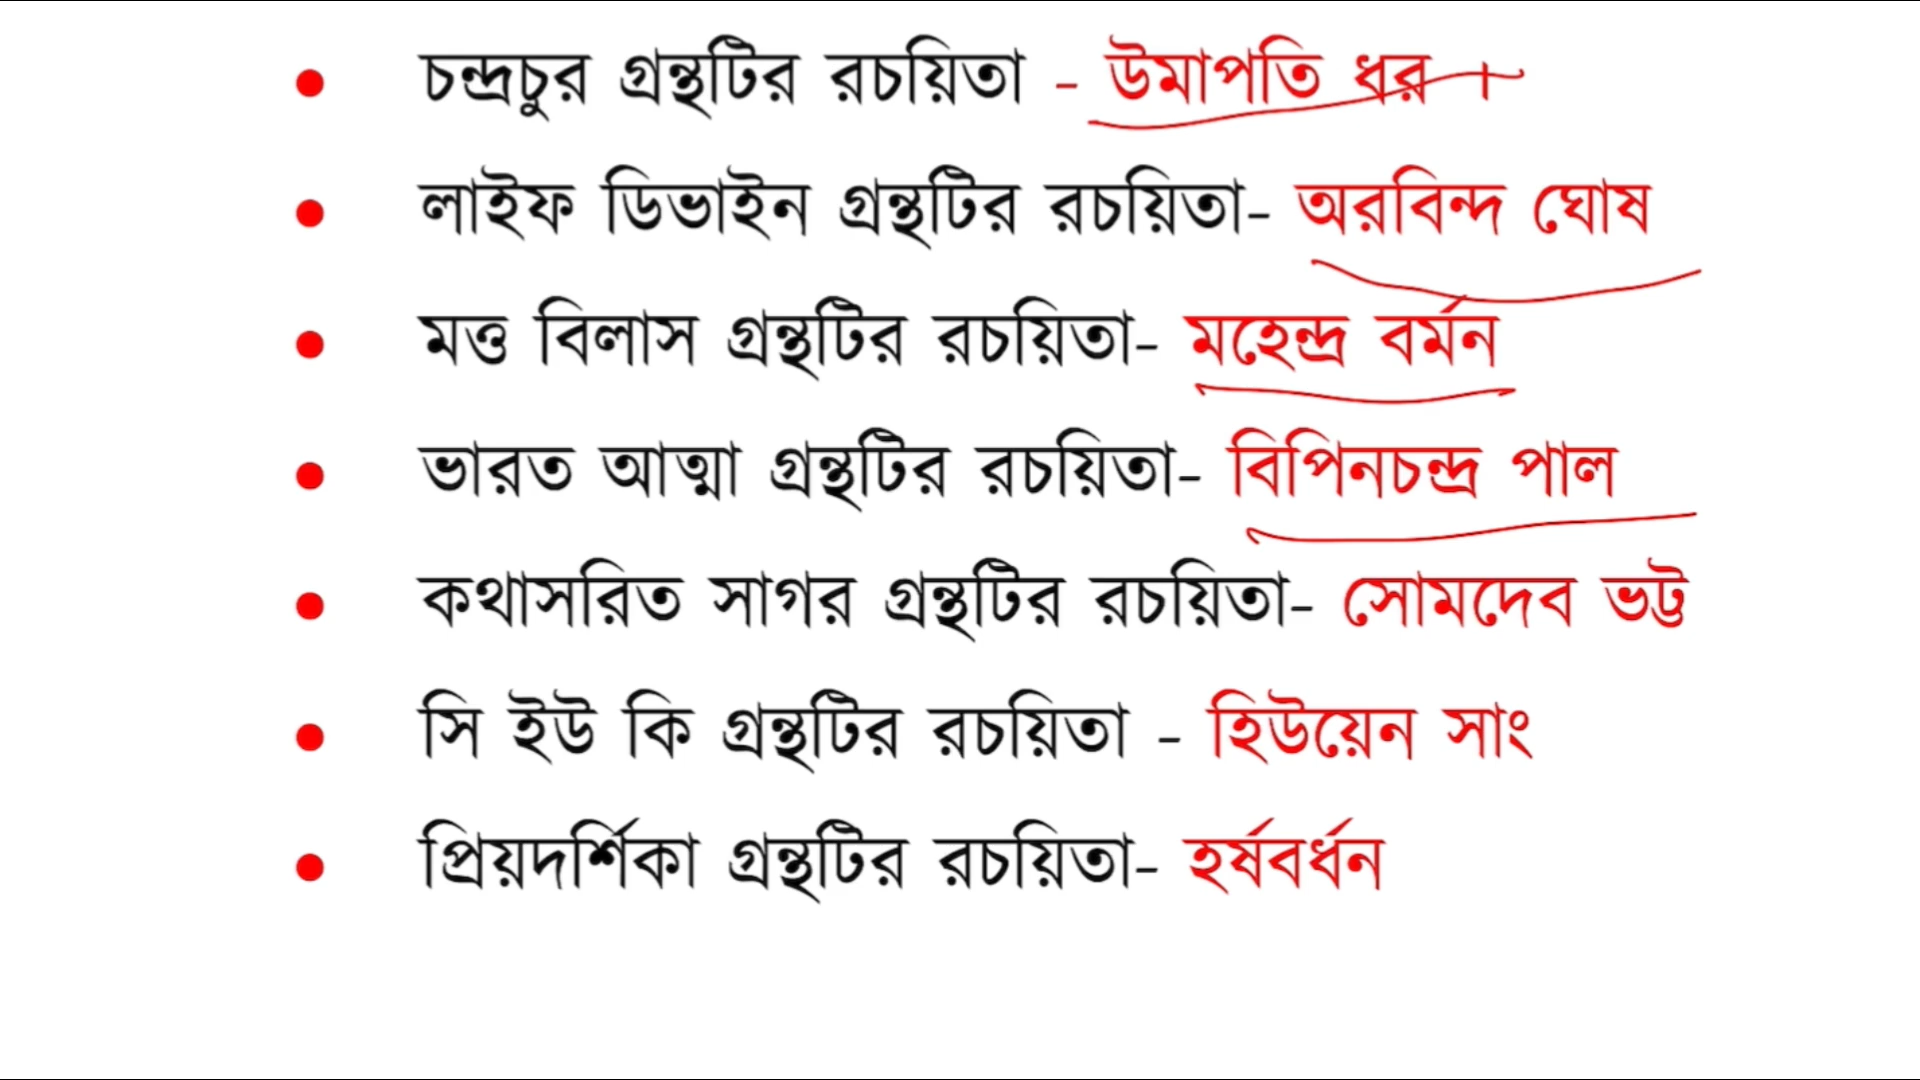 • চন্দ্রচুর গ্রন্থটির রচয়িতা - উমাপতি ধর ।
• লাইফ ডিভাইন গ্রন্থটির রচয়িতা- অরবিন্দ ঘোষ
• মত্ত বিলাস গ্রন্থটির রচয়িতা- মহেন্দ্র বর্মন
• ভারত আত্মা গ্রন্থটির রচয়িতা- বিপিনচন্দ্র পাল
• কথাসরিত সাগর গ্রন্থটির রচয়িতা- সোমদেব ভট্ট
• সি ইউ কি গ্রন্থটির রচয়িতা - হিউয়েন সাং
• প্রিয়দর্শিকা গ্রন্থটির রচয়িতা- হর্ষবর্ধন